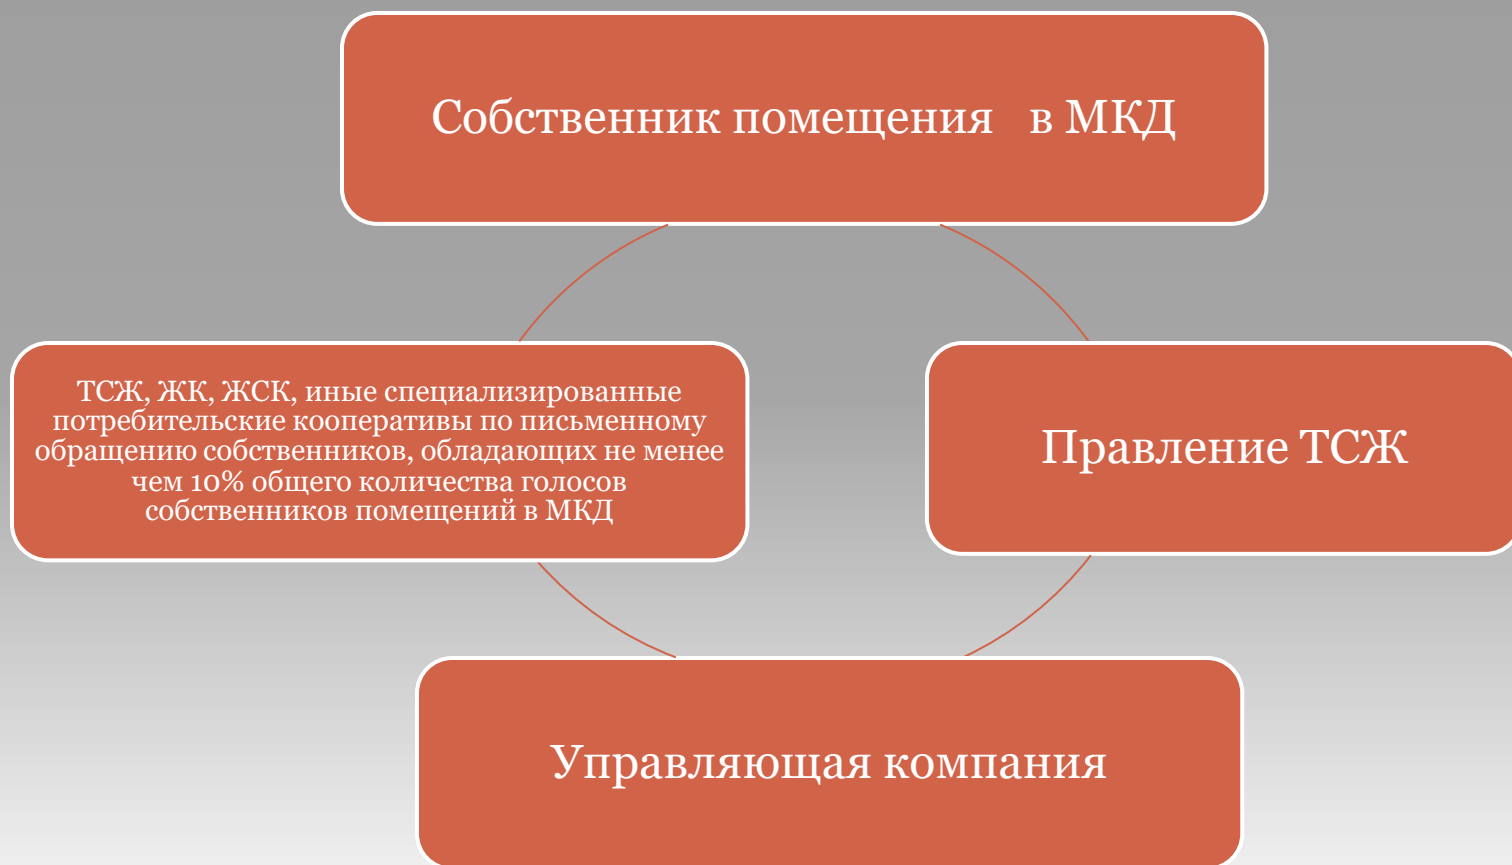 Собственник помещения в МКД
ТСЖ, ЖК, ЖСК, иные специализированные
потребительские кооперативы по письменному
обращению собственников, обладающих не менее
чем 10% общего количества голосов
собственников помещений в МКД
Правление ТСЖ
Управляющая компания